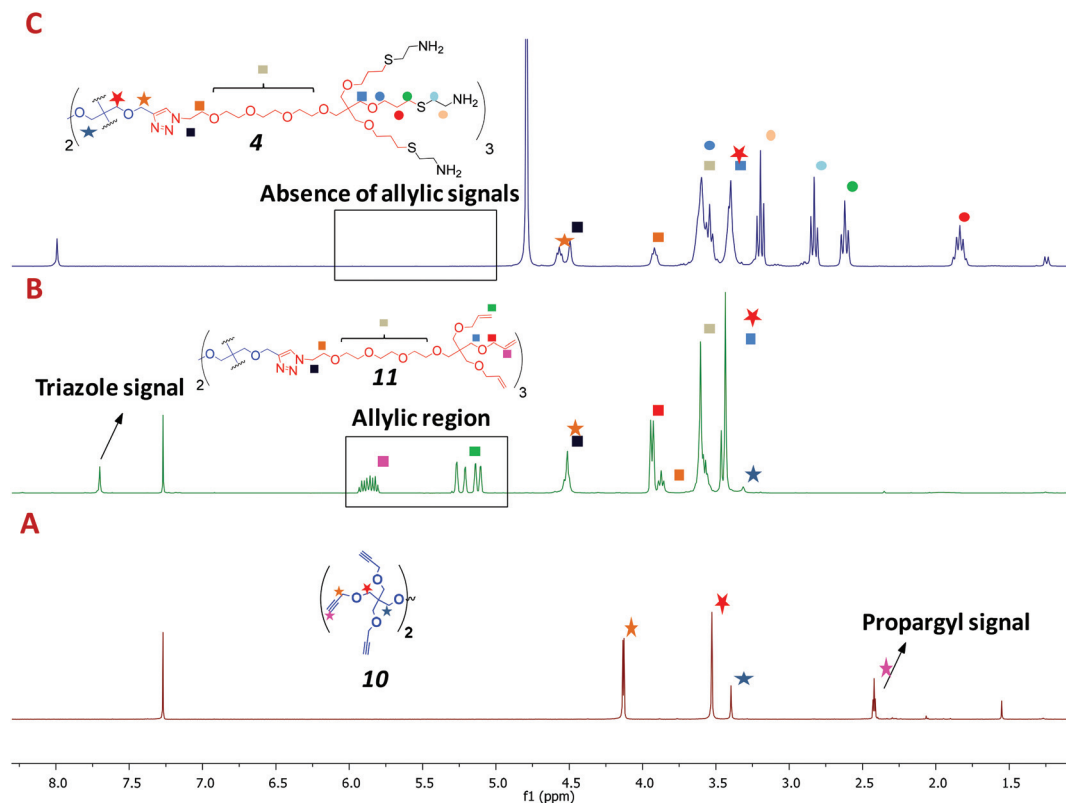 C
NH2
S
O
NH2
O
O
O
O
O
O
O
S
N
N=N
O
2
4
3
S
NH2
Absence of allylic signals
B
O
O
O
O
O
O
O
O
N
N=N
O
2
11
3
Triazole signal
Allylic region
A
O
O
O
O
2
Propargyl signal
10
8.0 7.5 7.0 6.5 6.0 5.5 5.0 4.5 4.0 3.5 3.0 2.5 2.0 1.5
f1 (ppm)